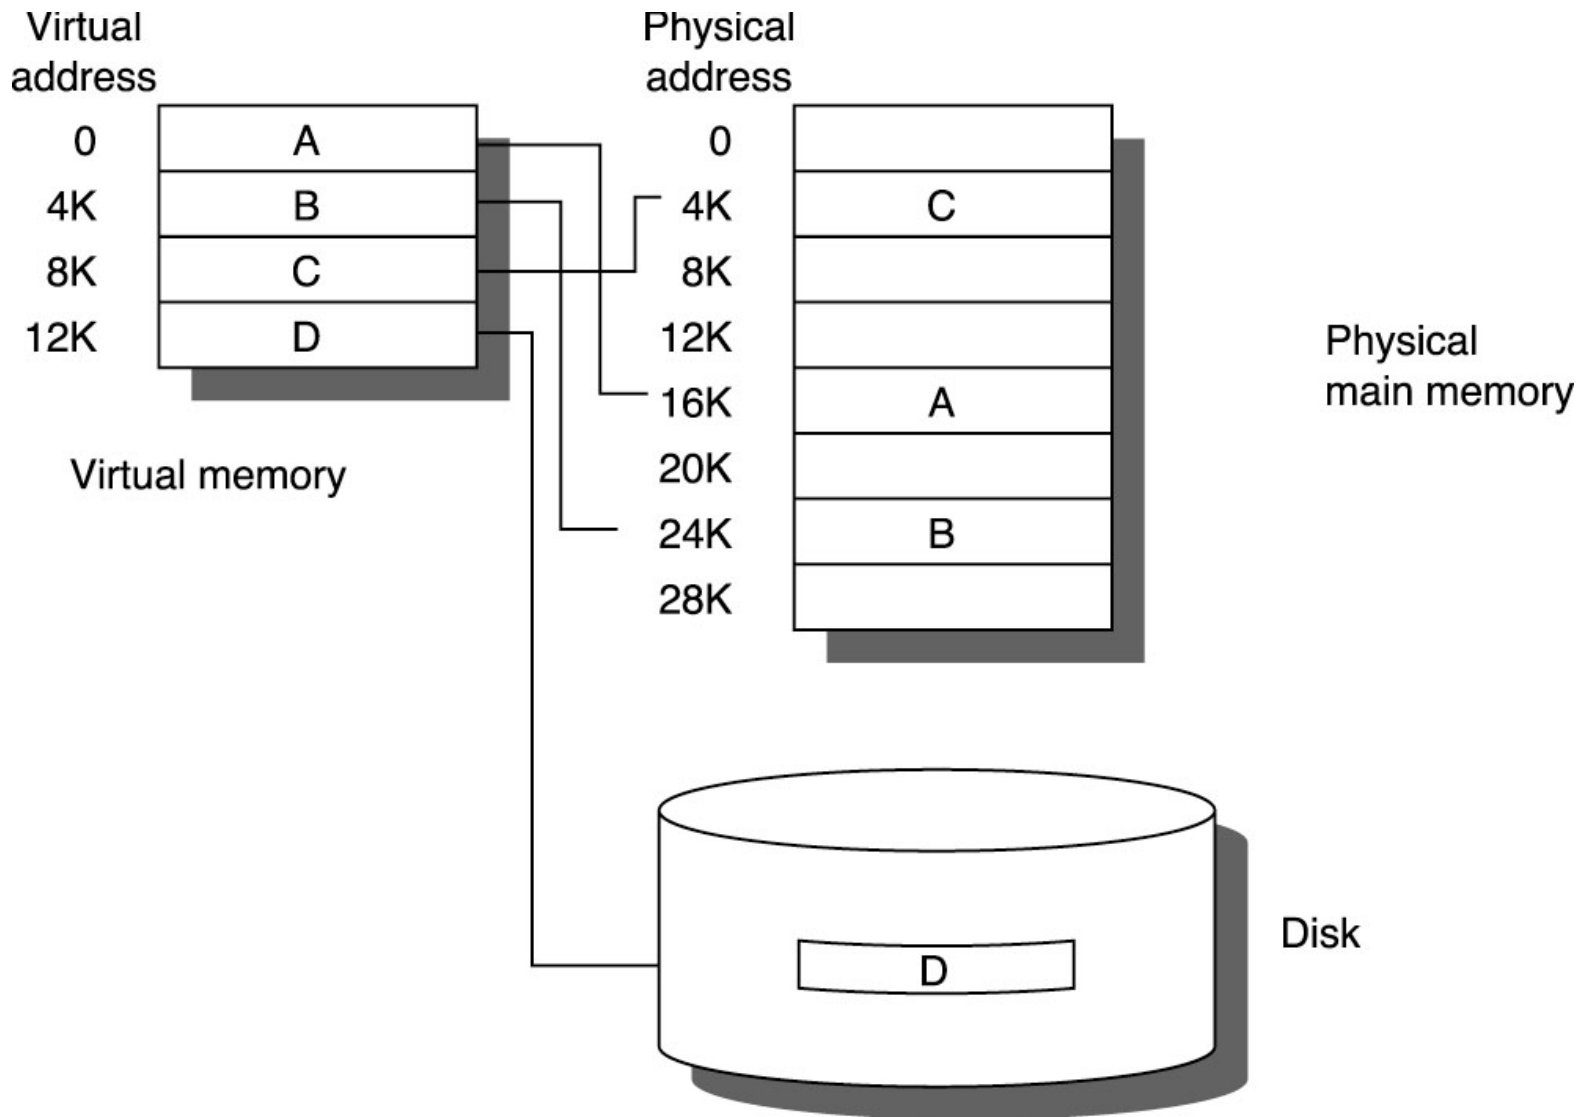 Virtual
address
0
A
4K
B
8K
C
12K
D
Virtual memory
Physical
address
0
4K
C
8K
12K
16K
A
20K
24K
B
28K
Physical
main memory
D
Disk